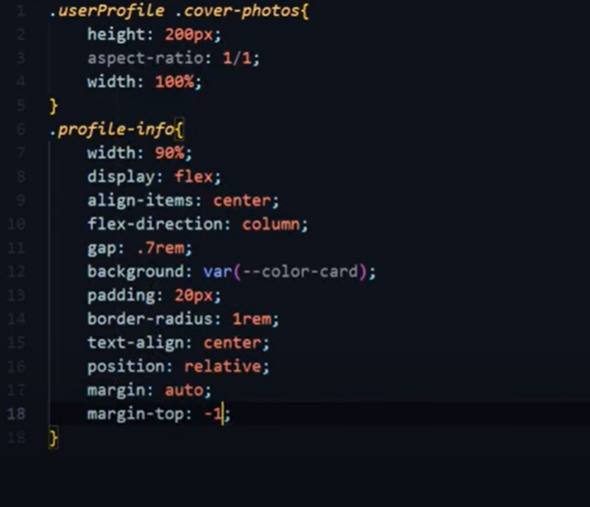 1 .userProfile .cover-photos{
2 height: 200px;
3 aspect-ratio: 1/1;
4 width: 100%;
5 }
6 .profile-info{
7 width: 90%;
8 display: flex;
9 align-items: center;
10 flex-direction: column;
11 gap: .7rem;
12 background: var(--color-card);
13 padding: 20px;
14 border-radius: 1rem;
15 text-align: center;
16 position: relative;
17 margin: auto;
18 margin-top: -1;
18 }